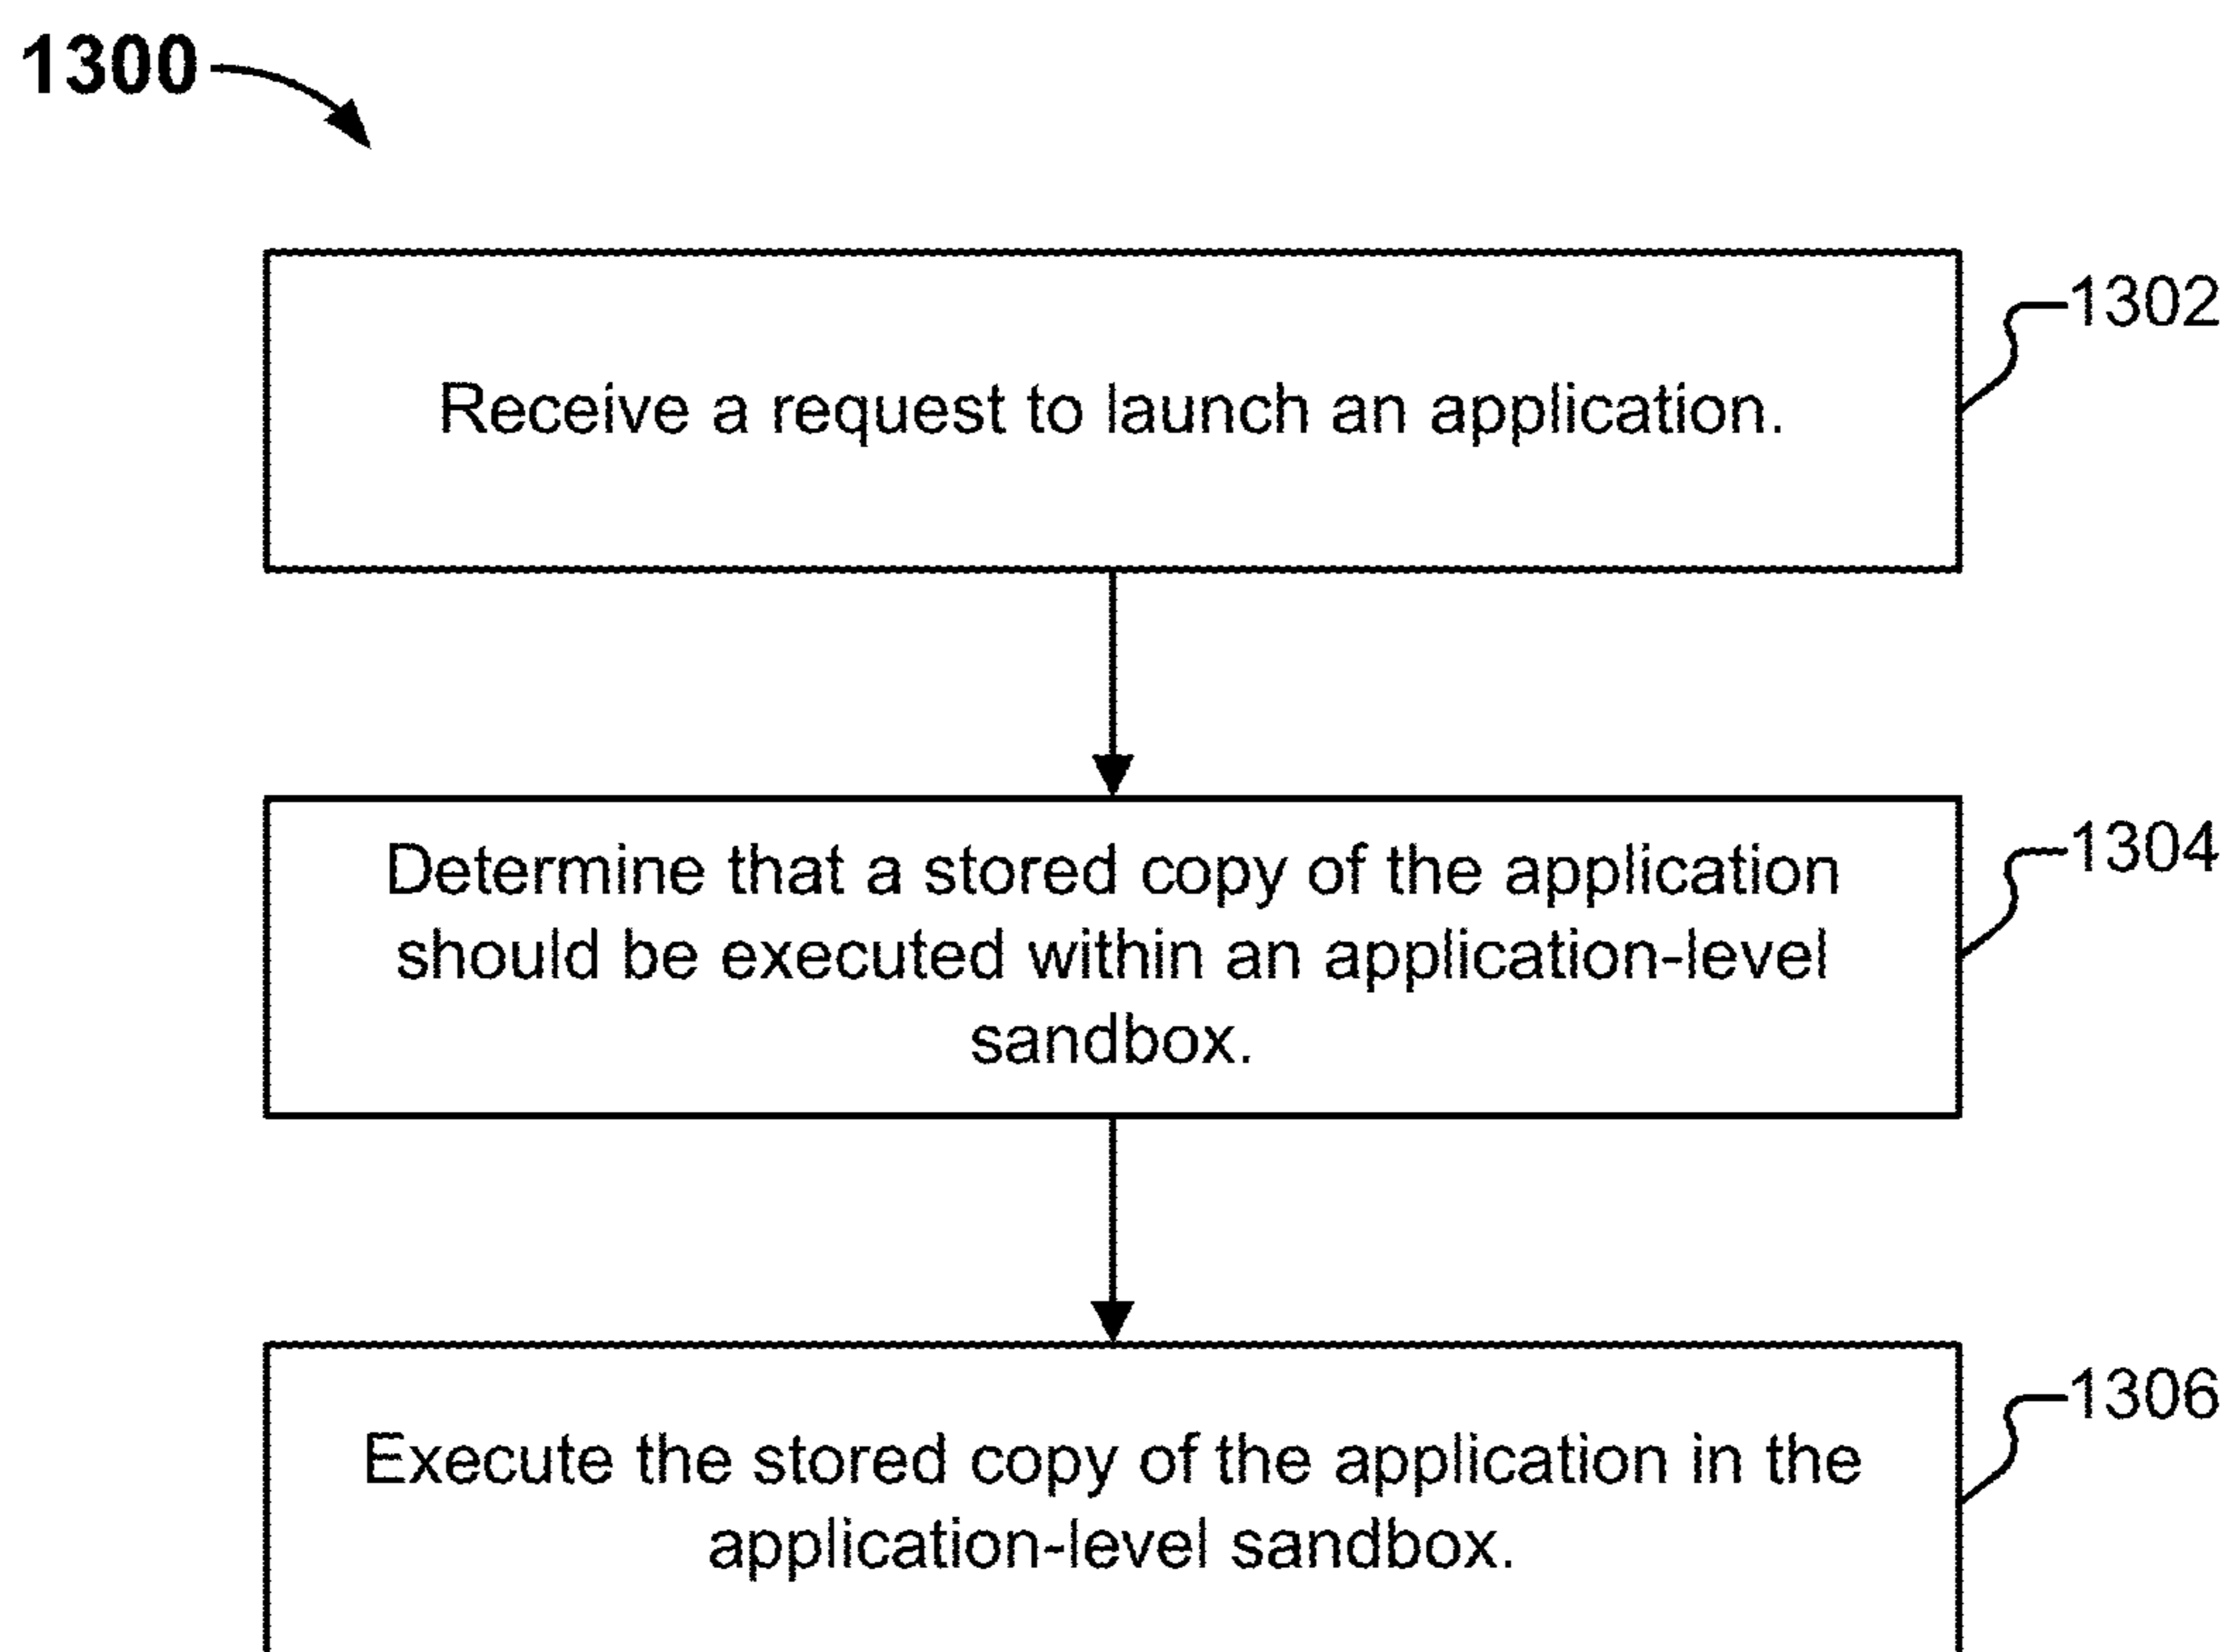 1300
1302
Receive a request to launch an application.
1304
Determine that a stored copy of the application
should be executed within an application-level
sandbox.
1306
Execute the stored copy of the application in the
application-level sandbox.